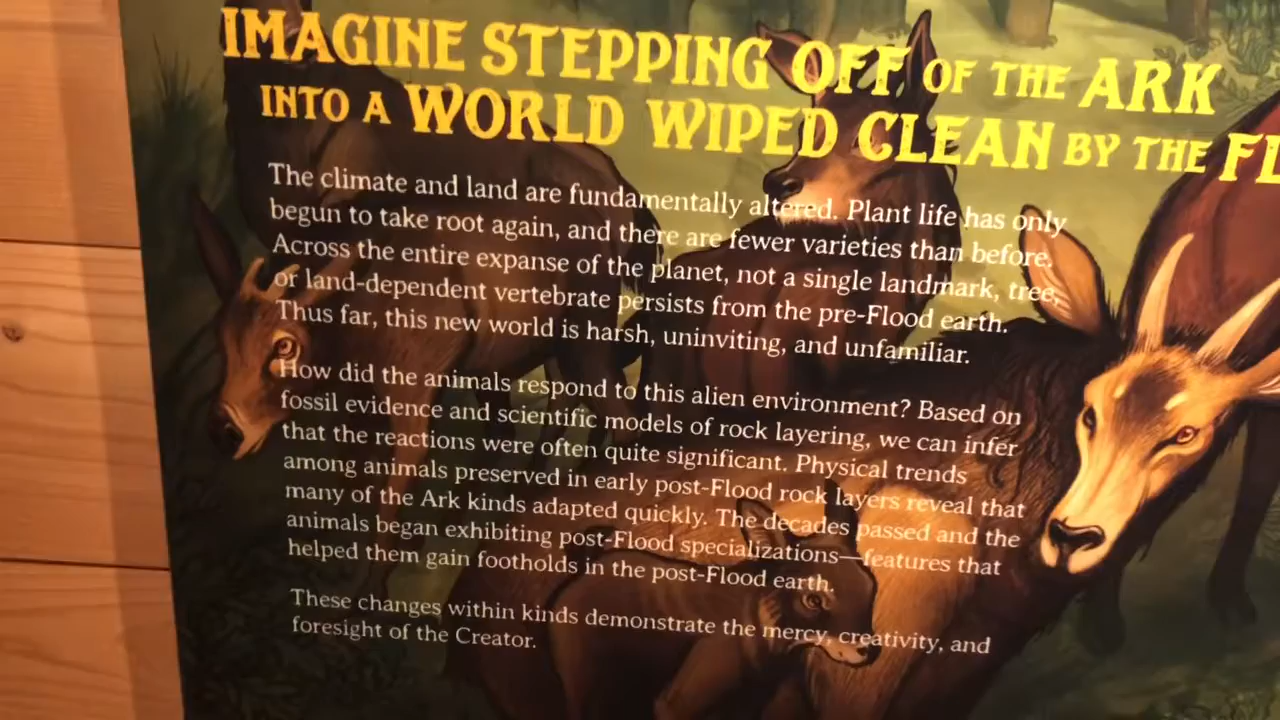 IMAGINE STEPPING OFF OF THE ARK
INTO A WORLD WIPED CLEAN BY THE
The climate and land are fundamentally altered. Plant life has only
begun to take root again, and there are fewer varieties than before.
Across the entire expanse of the planet, not a single landmark, tree,
or land-dependent vertebrate persists from the pre-Flood earth.
Thus far, this new world is harsh, uninviting, and unfamiliar.
How did the animals respond to this alien environment? Based on
fossil evidence and scientific models of rock layering, we can infer
that the reactions were often quite significant. Physical trends
among animals preserved in early post-Flood rock layers reveal that
many of the Ark kinds adapted quickly. The decades passed and the
animals began exhibiting post-Flood specializations—features that
helped them gain footholds in the post-Flood earth.
These changes within kinds demonstrate the mercy, creativity, and
foresight of the Creator.